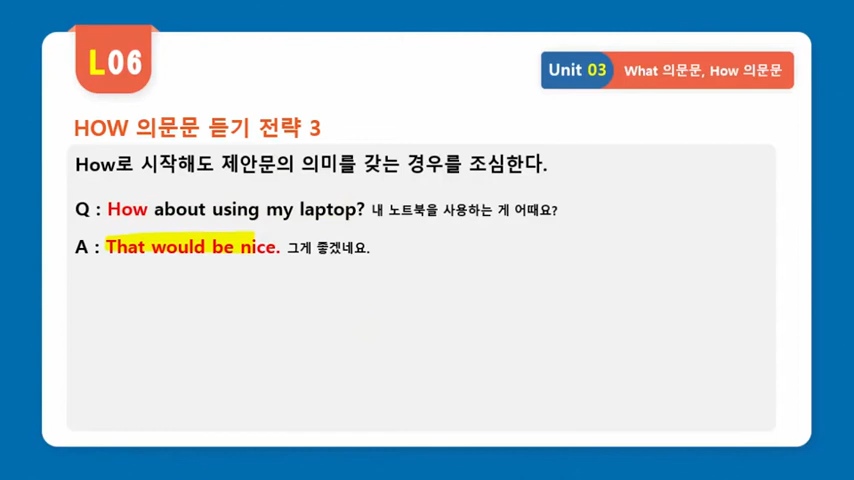 L06
Unit 03 What 의문문, How 의문문
HOW 의문문 듣기 전략 3
How로 시작해도 제안문의 의미를 갖는 경우를 조심한다.
Q : How about using my laptop? 내 노트북을 사용하는 게 어때요?
A : That would be nice. 그게 좋겠네요.